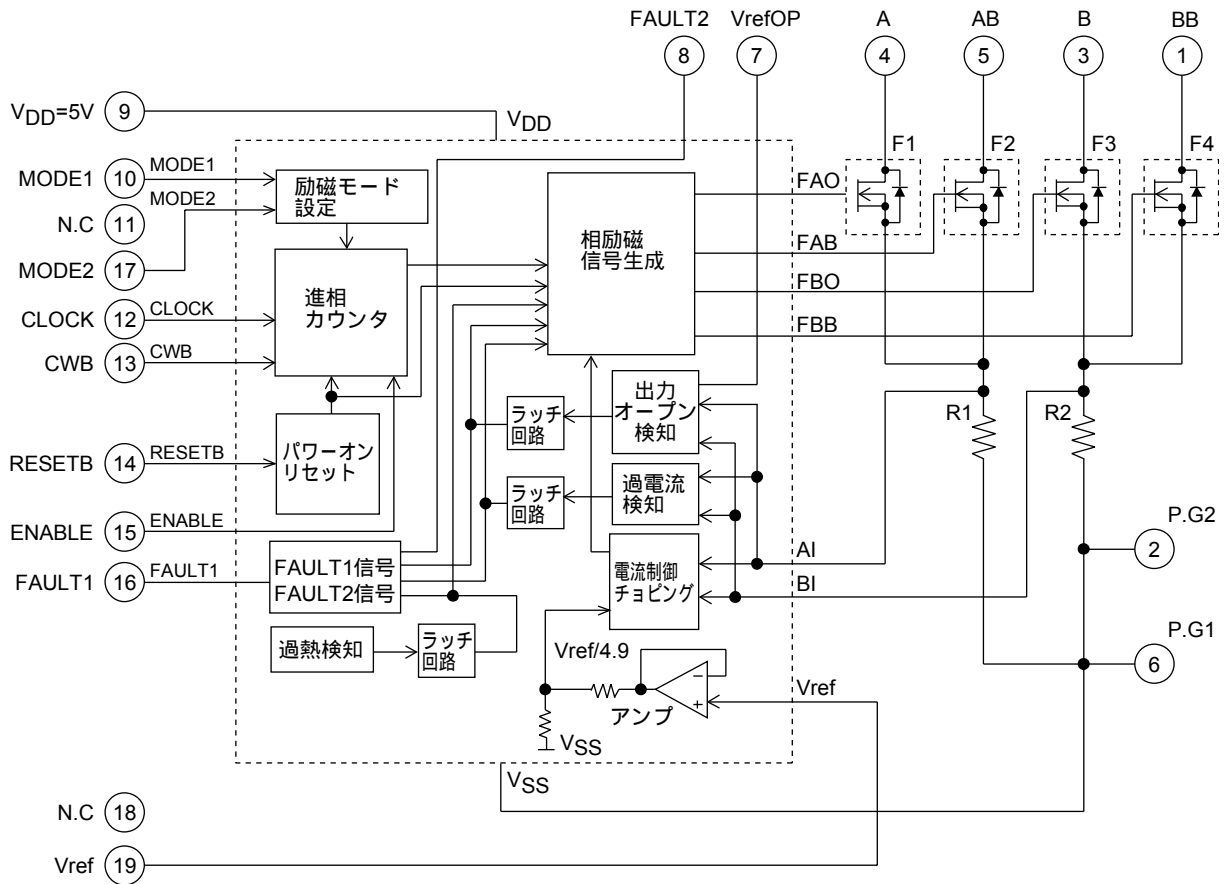 FAULT2 VrefOP A AB B BB
8 7 4 5 3 1
VDD=5V 9
VDD
F1 F2 F3 F4
MODE1 10 MODE1
励磁モード
設定
MODE2
N.C 11
MODE2 17
相励磁
信号生成
FAO
FAB
FBO
FBB
進相
カウンタ
CLOCK 12 CLOCK
CWB 13 CWB
出力
オープン
検知
ラッチ
回路
R1 R2
パワーオン
リセット
RESETB 14 RESETB
過電流
検知
ラッチ
回路
ENABLE 15 ENABLE
P.G2
2
FAULT1 16 FAULT1
FAULT1信号
FAULT2信号
電流制御
チョピング
AI
BI
過熱検知
ラッチ
回路
P.G1
6
Vref/4.9
−
+
アンプ
Vref
VSS
VSS
N.C 18
Vref 19